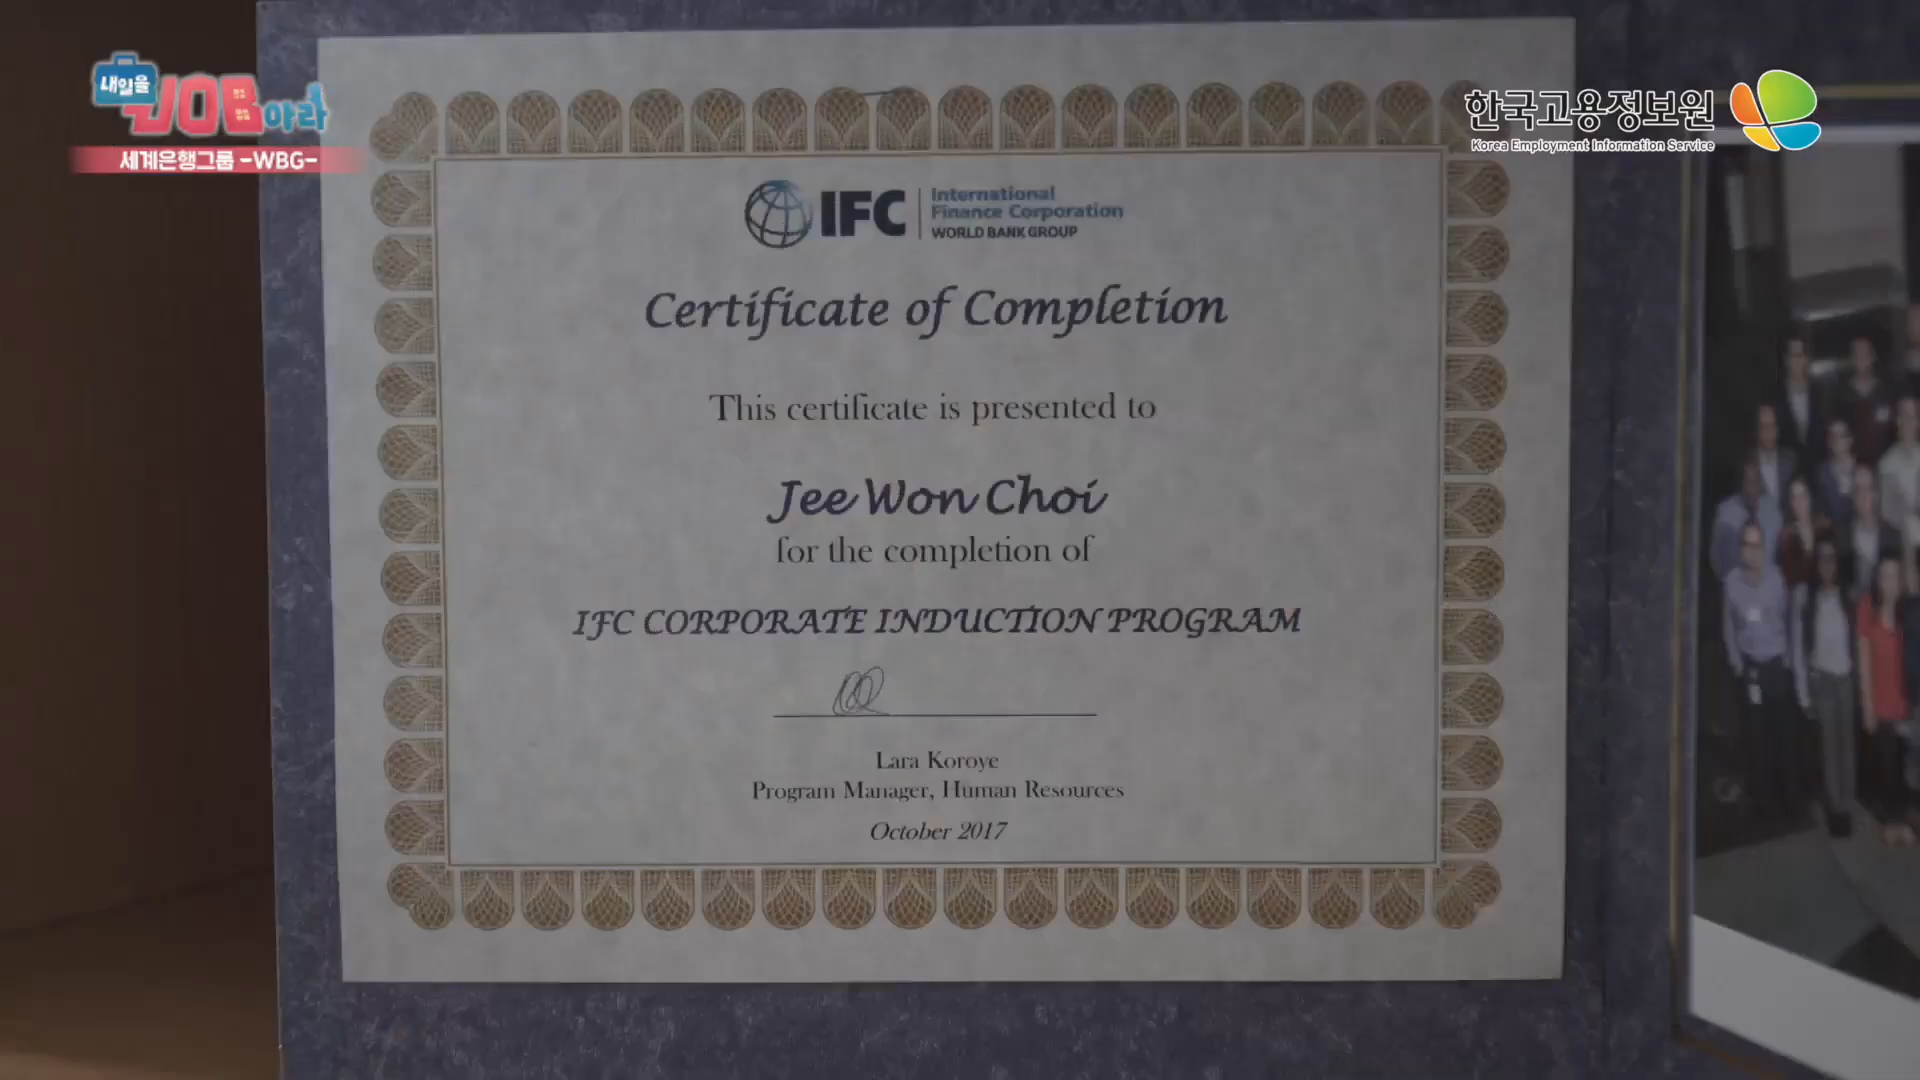 내일을 JOB아라
세계은행그룹 -WBG-
한국고용정보원
Korea Employment Information Service
IFC
International
Finance Corporation
WORLD BANK GROUP
Certificate of Completion
This certificate is presented to
Jee Won Choi
for the completion of
IFC CORPORATE INDUCTION PROGRAM
Lara Koroye
Program Manager, Human Resources
October 2017